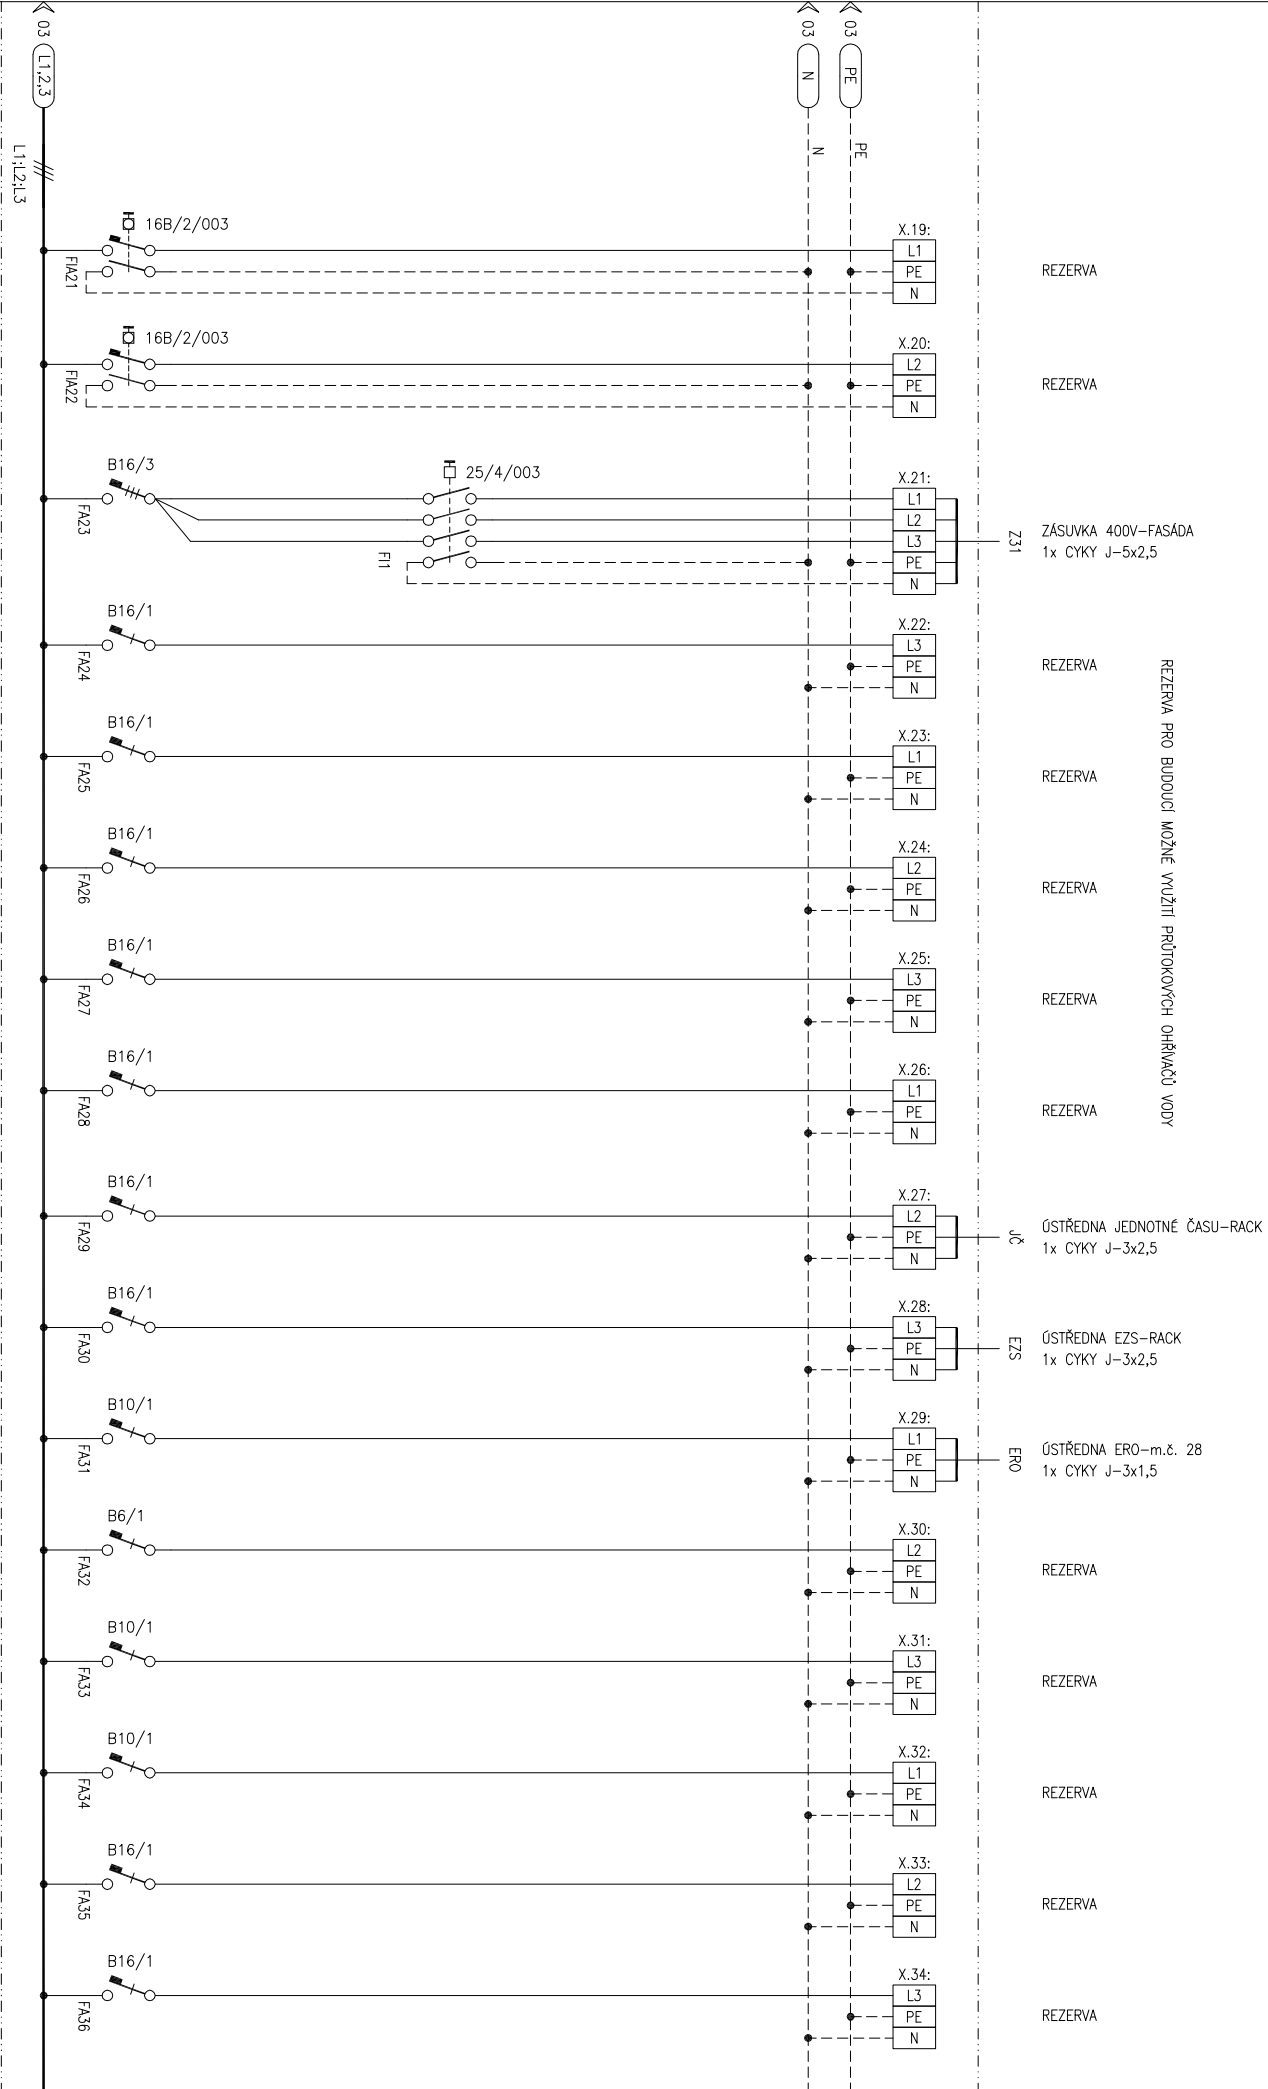 03
L1,2,3
L1;L2;L3
03
N
N
03
PE
PE
16B/2/003
FIA21
X.19:
L1
PE
N
REZERVA
16B/2/003
FIA22
X.20:
L2
PE
N
REZERVA
B16/3
FA23
25/4/003
FI1
X.21:
L1
L2
L3
PE
N
Z31
ZÁSUVKA 400V-FASÁDA
1x CYKY J-5x2,5
B16/1
FA24
X.22:
L3
PE
N
REZERVA
REZERVA PRO BUDOUCÍ MOŽNÉ VYUŽITÍ PRŮTOKOVÝCH OHŘÍVAČŮ VODY
B16/1
FA25
X.23:
L1
PE
N
REZERVA
B16/1
FA26
X.24:
L2
PE
N
REZERVA
B16/1
FA27
X.25:
L3
PE
N
REZERVA
B16/1
FA28
X.26:
L1
PE
N
REZERVA
B16/1
FA29
X.27:
L2
PE
N
JČ
ÚSTŘEDNA JEDNOTNÉ ČASU-RACK
1x CYKY J-3x2,5
B16/1
FA30
X.28:
L3
PE
N
EZS
ÚSTŘEDNA EZS-RACK
1x CYKY J-3x2,5
B10/1
FA31
X.29:
L1
PE
N
ERO
ÚSTŘEDNA ERO-m.č. 28
1x CYKY J-3x1,5
B6/1
FA32
X.30:
L2
PE
N
REZERVA
B10/1
FA33
X.31:
L3
PE
N
REZERVA
B10/1
FA34
X.32:
L1
PE
N
REZERVA
B16/1
FA35
X.33:
L2
PE
N
REZERVA
B16/1
FA36
X.34:
L3
PE
N
REZERVA